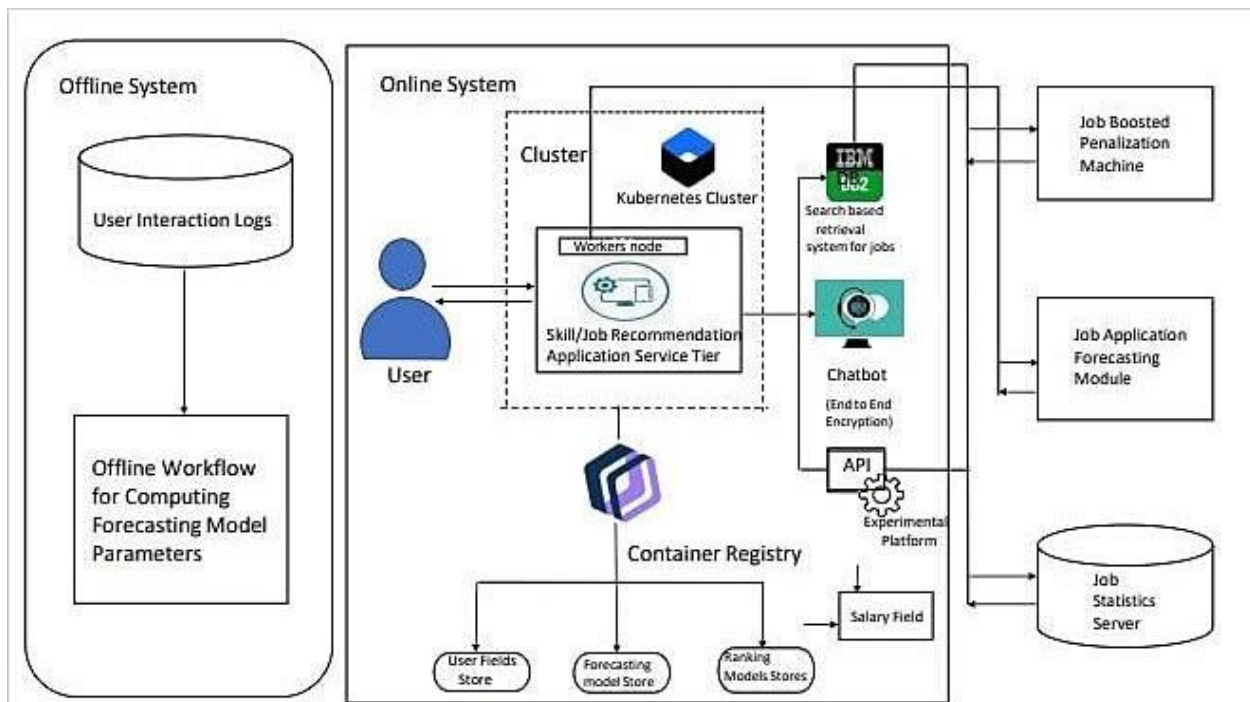 Offline System
User Interaction Logs
Offline Workflow
for Computing
Forecasting Model
Parameters
Online System
Cluster
Kubernetes Cluster
Workers node
Skill/Job Recommendation
Application Service Tier
User
Container Registry
User Fields
Store
Forecasting
model Store
Ranking
Models Stores
IBM
DB2
Search based
retrieval
system for jobs
Chatbot
(End to End
Encryption)
API
Experimental
Platform
Salary Field
Job Boosted
Penalization
Machine
Job Application
Forecasting
Module
Job
Statistics
Server